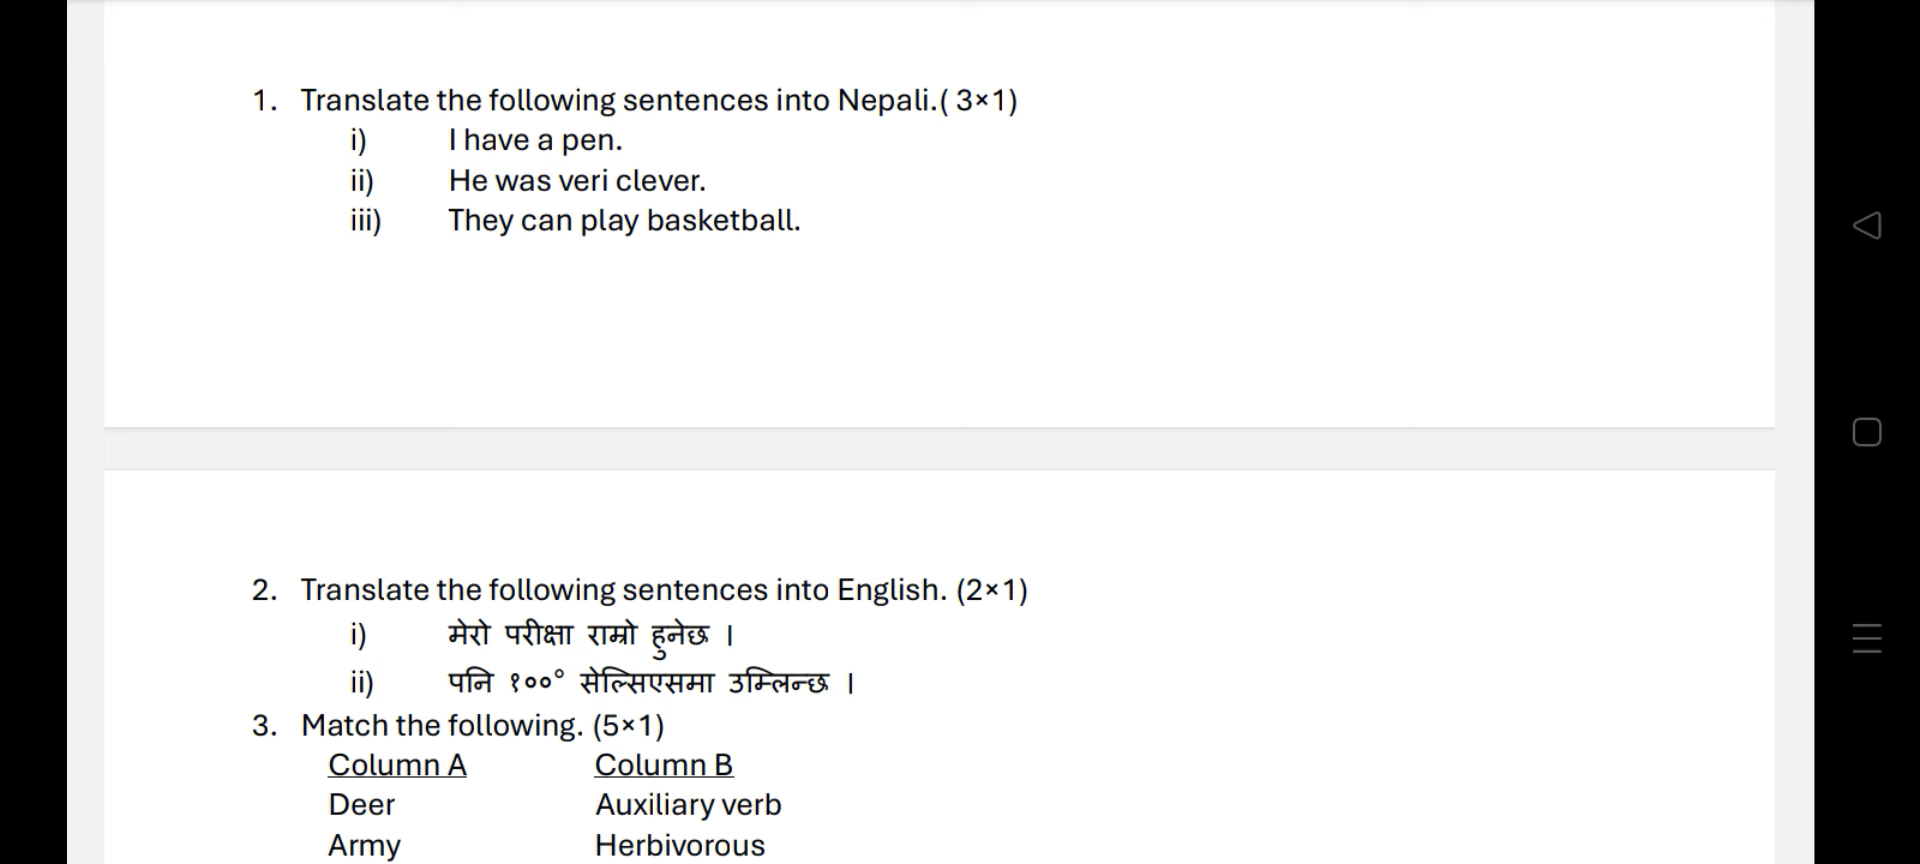 1. Translate the following sentences into Nepali.( 3×1)
i) I have a pen.
ii) He was veri clever.
iii) They can play basketball.
2. Translate the following sentences into English. (2×1)
i) मेरो परीक्षा राम्रो हुनेछ ।
ii) पनि १००° सेल्सिएसमा उम्लिन्छ ।
3. Match the following. (5×1)
Column A Column B
Deer Auxiliary verb
Army Herbivorous